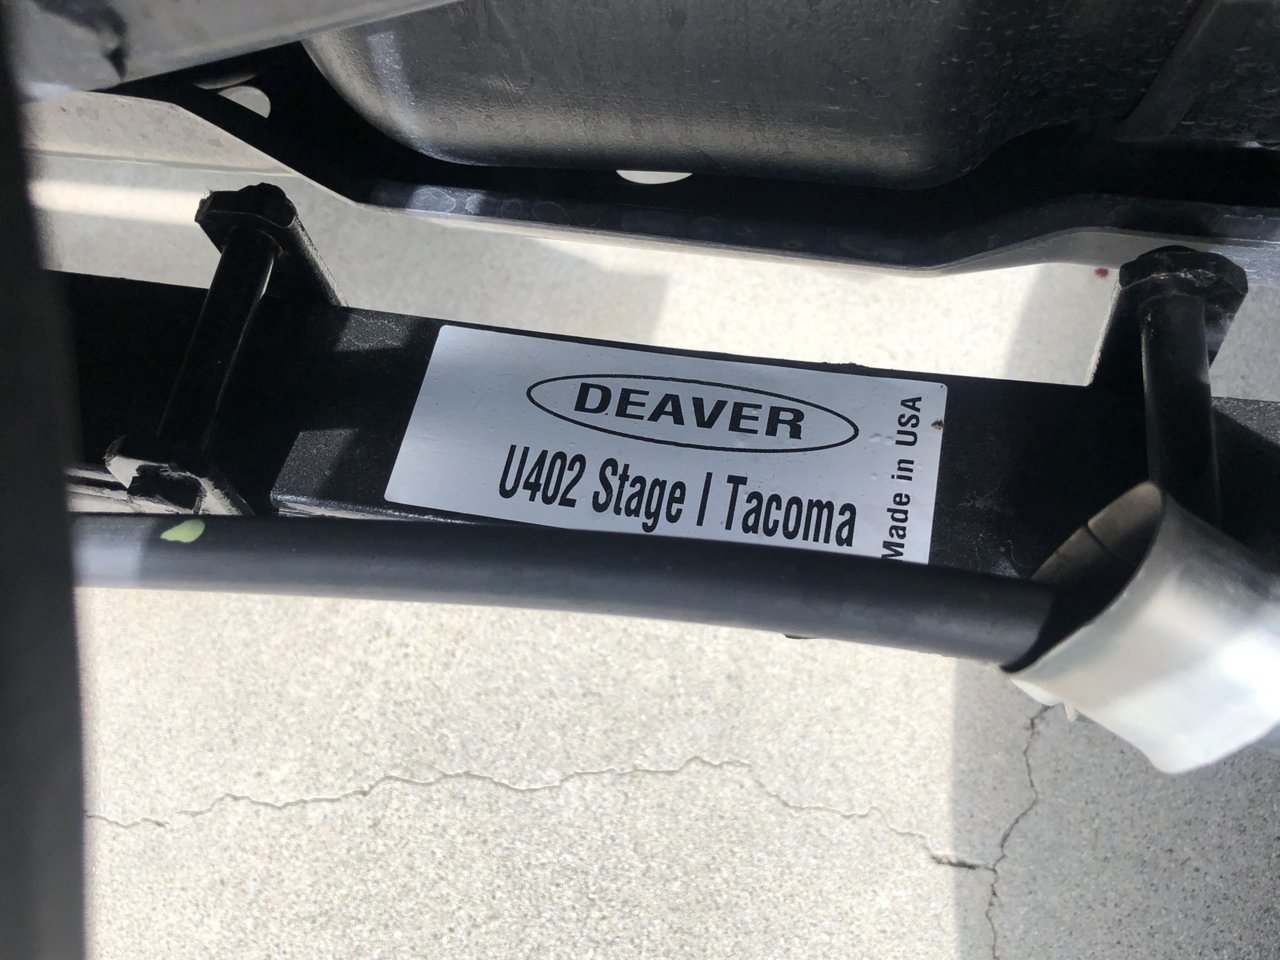 DEAVER
U402 Stage I Tacoma
Made in USA